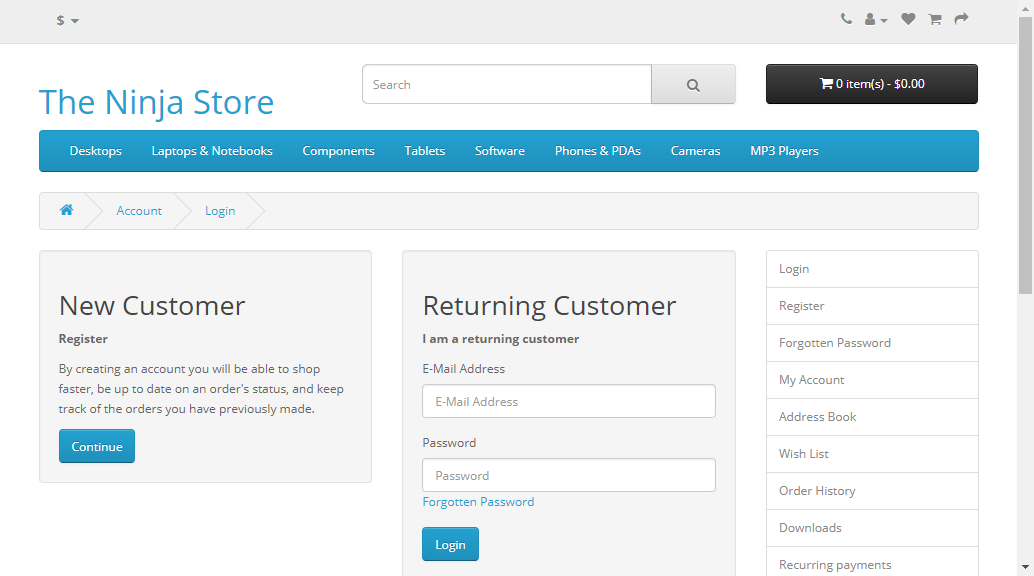 $
Search
0 item(s) - $0.00
The Ninja Store
Desktops
Laptops & Notebooks
Components
Tablets
Software
Phones & PDAs
Cameras
MP3 Players
Account
Login
New Customer
Register
By creating an account you will be able to shop
faster, be up to date on an order's status, and keep
track of the orders you have previously made.
Continue
Returning Customer
I am a returning customer
E-Mail Address
E-Mail Address
Password
Password
Forgotten Password
Login
Login
Register
Forgotten Password
My Account
Address Book
Wish List
Order History
Downloads
Recurring payments